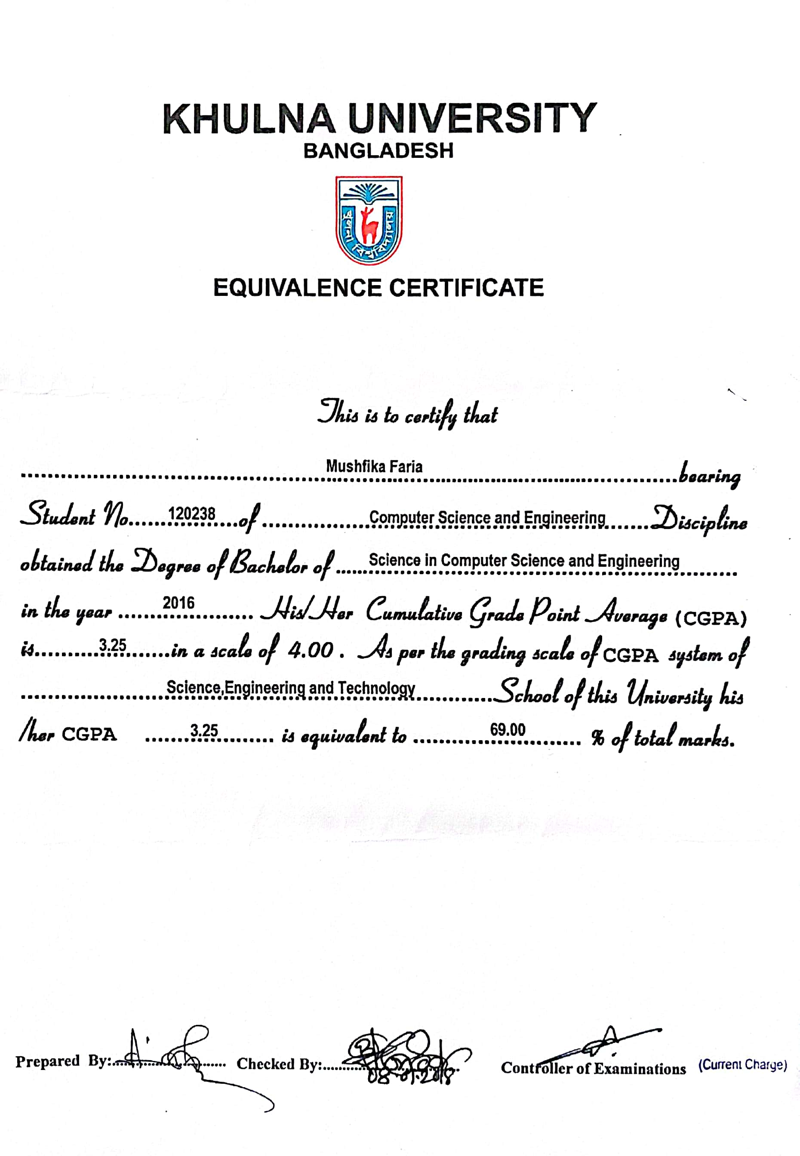 KHULNA UNIVERSITY
BANGLADESH
খুলনা বিশ্ববিদ্যালয়
EQUIVALENCE CERTIFICATE
This is to certify that
Mushfika Faria bearing
Student No. 120238 of Computer Science and Engineering Discipline
obtained the Degree of Bachelor of Science in Computer Science and Engineering
in the year 2016 His/Her Cumulative Grade Point Average (CGPA)
is 3.25 in a scale of 4.00 . As per the grading scale of CGPA system of
Science,Engineering and Technology School of this University his
/her CGPA 3.25 is equivalent to 69.00 % of total marks.
Prepared By: Checked By: Controller of Examinations (Current Charge)